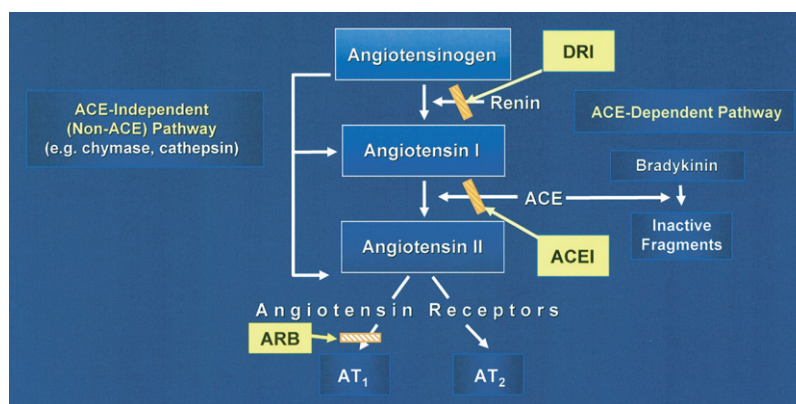 Angiotensinogen
DRI
Renin
ACE-Independent
(Non-ACE) Pathway
(e.g. chymase, cathepsin)
ACE-Dependent Pathway
Angiotensin I
Bradykinin
ACE
Inactive
Fragments
Angiotensin II
ACEI
Angiotensin Receptors
ARB
AT₁
AT₂